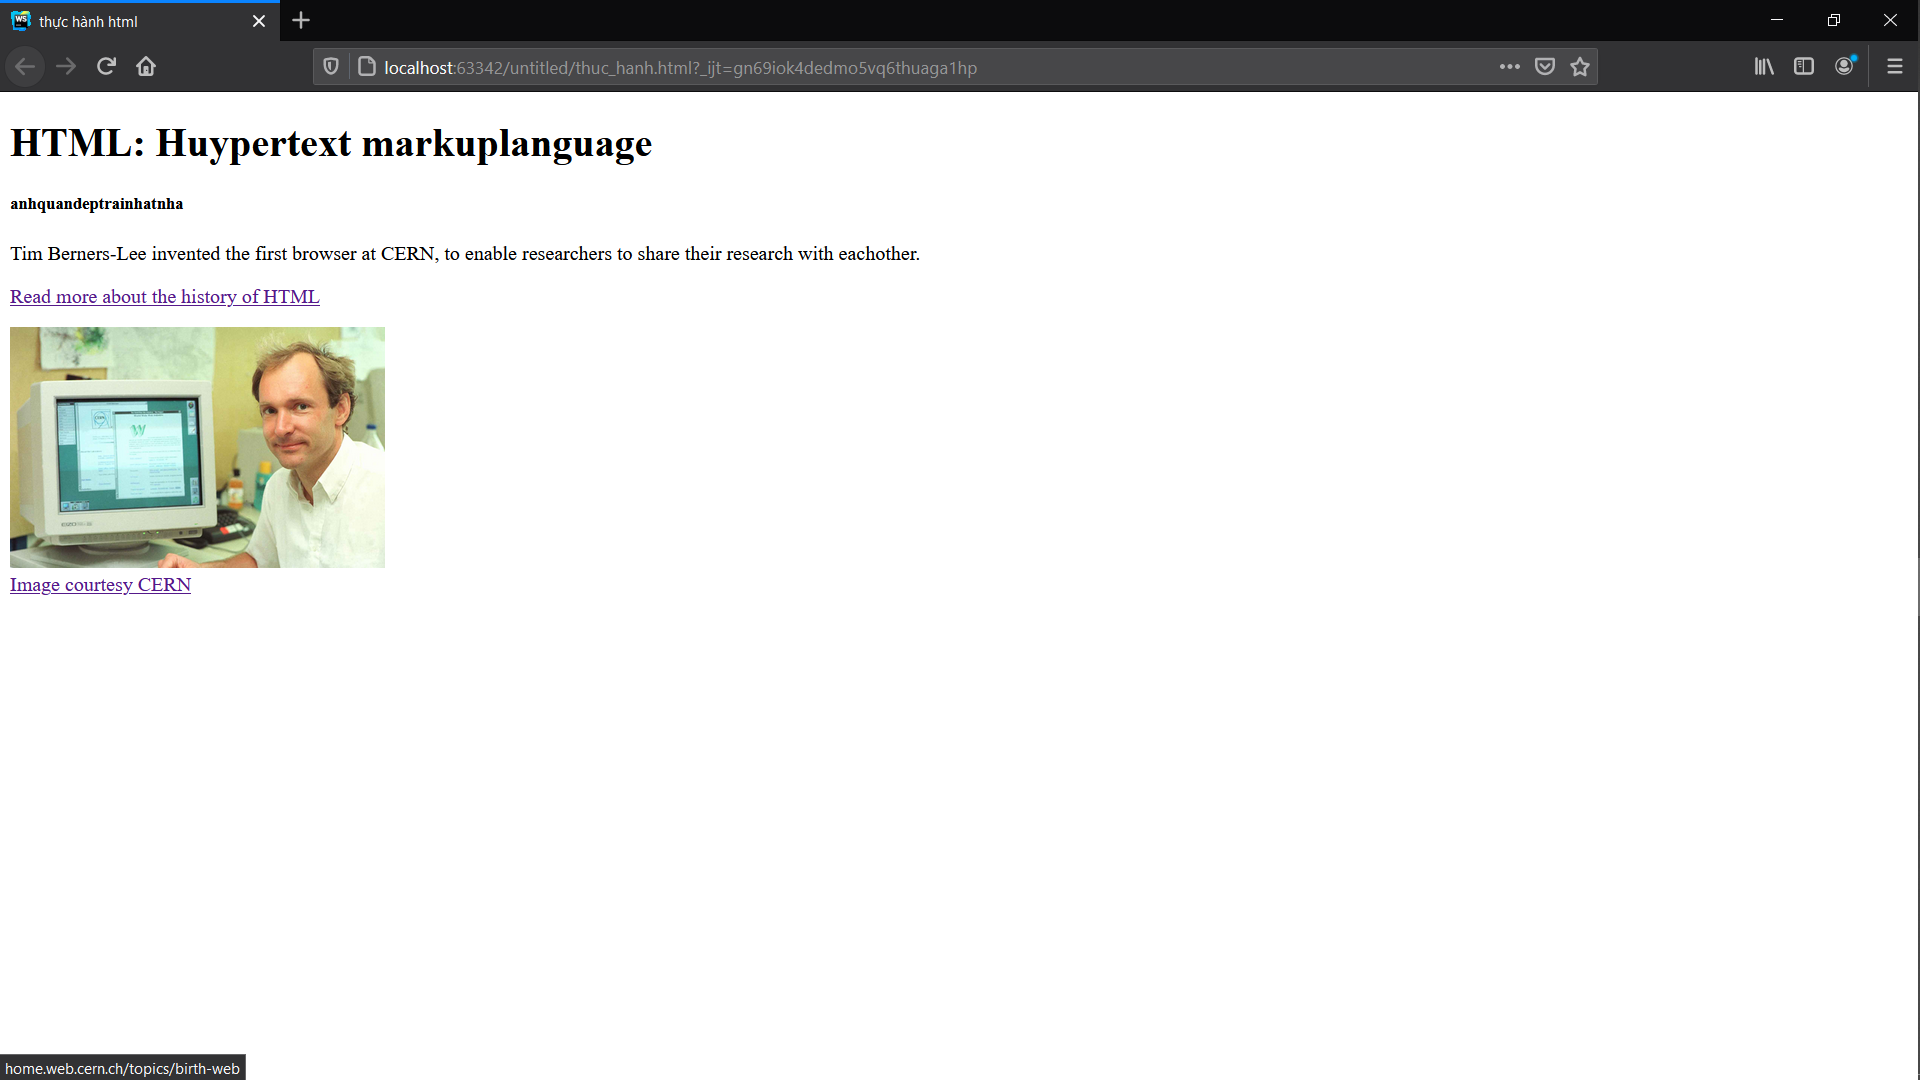 thực hành html
localhost:63342/untitled/thuc_hanh.html?_ijt=gn69iok4dedmo5vq6thuaga1hp
HTML: Huypertext markuplanguage
anhquandeptrainhatnha
Tim Berners-Lee invented the first browser at CERN, to enable researchers to share their research with eachother.
Read more about the history of HTML
Image courtesy CERN
home.web.cern.ch/topics/birth-web